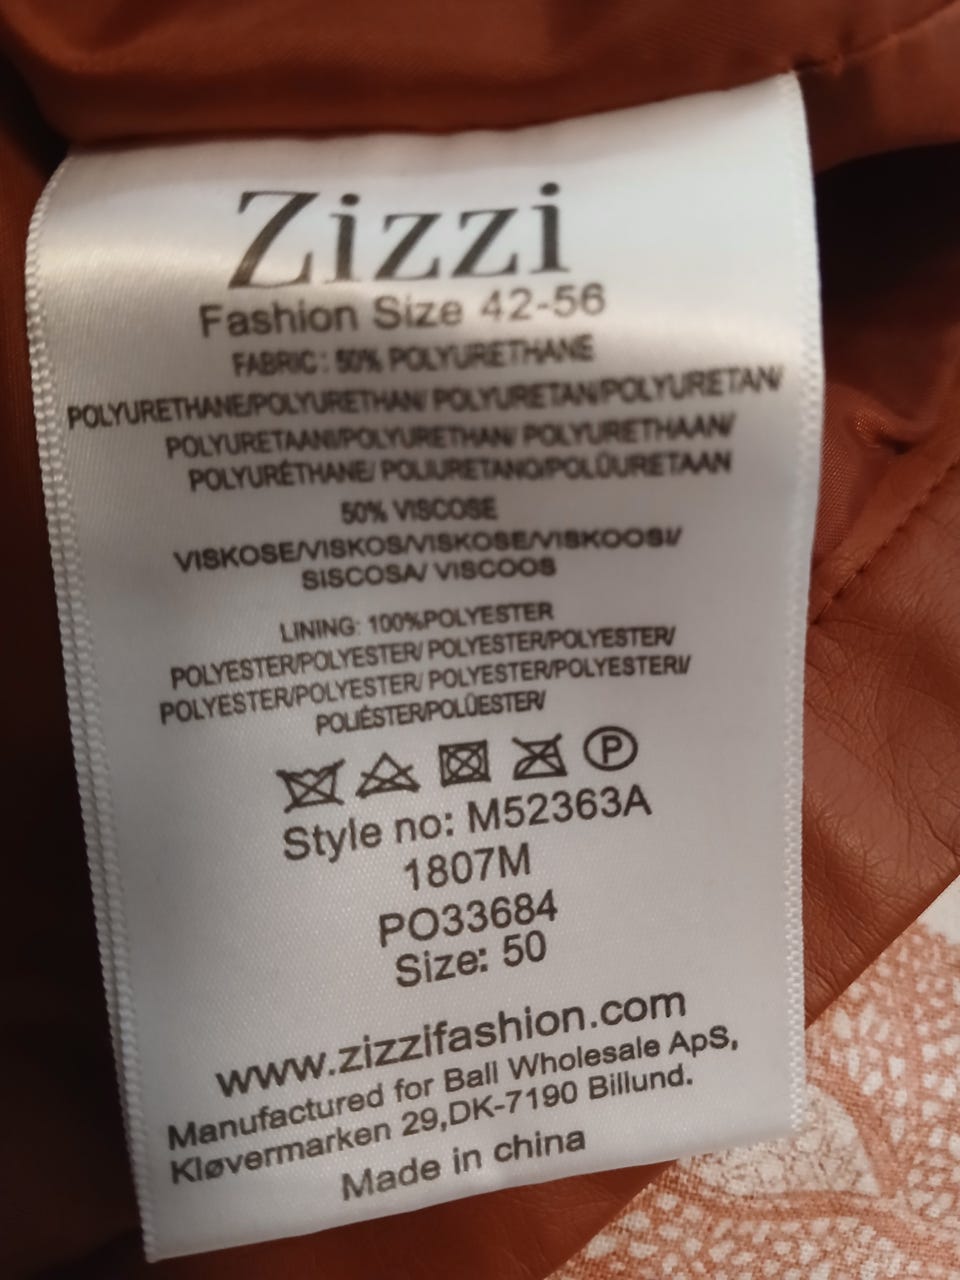 Zizzi
Fashion Size 42-56
FABRIC: 50% POLYURETHANE
POLYURETHANE/POLYURETHAN/ POLYURETAN/POLYURETAN/
POLYURETAANI/POLYURETHAN/ POLYURETHAAN/
POLYURÉTHANE/ POLIURETANO/POLÜURETAAN
50% VISCOSE
VISKOSE/VISKOS/VISKOSE/VISKOOSI/
SISCOSA/ VISCOOS
LINING: 100%POLYESTER
POLYESTER/POLYESTER/ POLYESTER/POLYESTER/
POLYESTER/POLYESTER/ POLYESTER/POLYESTERI/
POLIÉSTER/POLÜESTER/
P
Style no: M52363A
1807M
PO33684
Size: 50
www.zizzifashion.com
Manufactured for Ball Wholesale ApS,
Kløvermarken 29,DK-7190 Billund.
Made in china